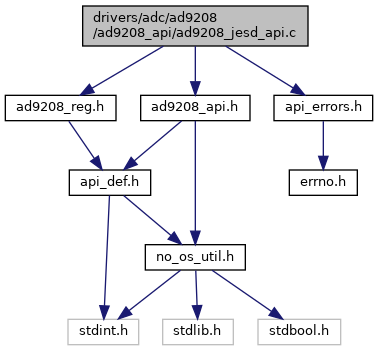 drivers/adc/ad9208
/ad9208_api/ad9208_jesd_api.c
ad9208_reg.h
ad9208_api.h
api_errors.h
api_def.h
errno.h
no_os_util.h
stdint.h
stdlib.h
stdbool.h